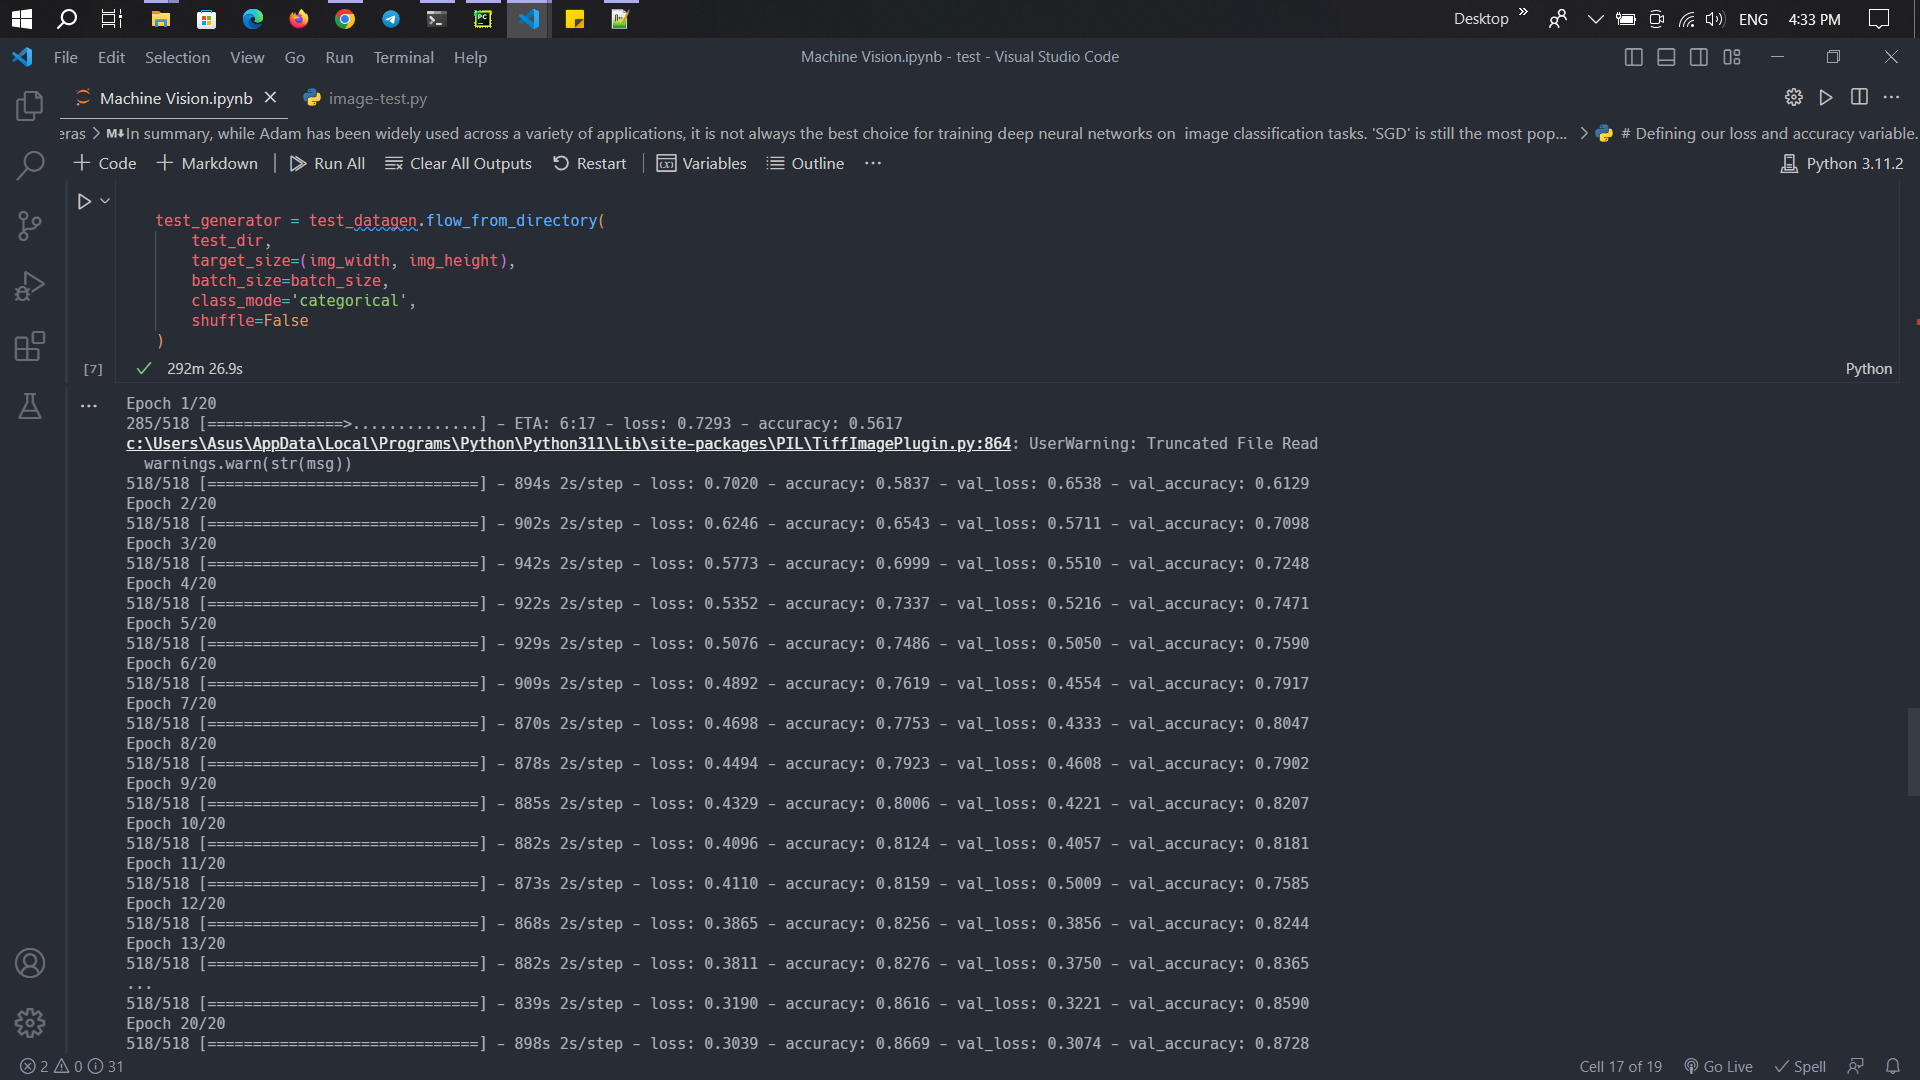 Desktop » ENG 4:33 PM
File Edit Selection View Go Run Terminal Help
Machine Vision.ipynb - test - Visual Studio Code
Machine Vision.ipynb image-test.py
eras > M↓In summary, while Adam has been widely used across a variety of applications, it is not always the best choice for training deep neural networks on image classification tasks. 'SGD' is still the most pop... > # Defining our loss and accuracy variable.
+ Code + Markdown | Run All Clear All Outputs Restart | Variables Outline ···
Python 3.11.2
test_generator = test_datagen.flow_from_directory(
test_dir,
target_size=(img_width, img_height),
batch_size=batch_size,
class_mode='categorical',
shuffle=False
)
[7] ✓ 292m 26.9s Python
Epoch 1/20
285/518 [===============>..............] - ETA: 6:17 - loss: 0.7293 - accuracy: 0.5617
c:\Users\Asus\AppData\Local\Programs\Python\Python311\Lib\site-packages\PIL\TiffImagePlugin.py:864: UserWarning: Truncated File Read
warnings.warn(str(msg))
518/518 [==============================] - 894s 2s/step - loss: 0.7020 - accuracy: 0.5837 - val_loss: 0.6538 - val_accuracy: 0.6129
Epoch 2/20
518/518 [==============================] - 902s 2s/step - loss: 0.6246 - accuracy: 0.6543 - val_loss: 0.5711 - val_accuracy: 0.7098
Epoch 3/20
518/518 [==============================] - 942s 2s/step - loss: 0.5773 - accuracy: 0.6999 - val_loss: 0.5510 - val_accuracy: 0.7248
Epoch 4/20
518/518 [==============================] - 922s 2s/step - loss: 0.5352 - accuracy: 0.7337 - val_loss: 0.5216 - val_accuracy: 0.7471
Epoch 5/20
518/518 [==============================] - 929s 2s/step - loss: 0.5076 - accuracy: 0.7486 - val_loss: 0.5050 - val_accuracy: 0.7590
Epoch 6/20
518/518 [==============================] - 909s 2s/step - loss: 0.4892 - accuracy: 0.7619 - val_loss: 0.4554 - val_accuracy: 0.7917
Epoch 7/20
518/518 [==============================] - 870s 2s/step - loss: 0.4698 - accuracy: 0.7753 - val_loss: 0.4333 - val_accuracy: 0.8047
Epoch 8/20
518/518 [==============================] - 878s 2s/step - loss: 0.4494 - accuracy: 0.7923 - val_loss: 0.4608 - val_accuracy: 0.7902
Epoch 9/20
518/518 [==============================] - 885s 2s/step - loss: 0.4329 - accuracy: 0.8006 - val_loss: 0.4221 - val_accuracy: 0.8207
Epoch 10/20
518/518 [==============================] - 882s 2s/step - loss: 0.4096 - accuracy: 0.8124 - val_loss: 0.4057 - val_accuracy: 0.8181
Epoch 11/20
518/518 [==============================] - 873s 2s/step - loss: 0.4110 - accuracy: 0.8159 - val_loss: 0.5009 - val_accuracy: 0.7585
Epoch 12/20
518/518 [==============================] - 868s 2s/step - loss: 0.3865 - accuracy: 0.8256 - val_loss: 0.3856 - val_accuracy: 0.8244
Epoch 13/20
518/518 [==============================] - 882s 2s/step - loss: 0.3811 - accuracy: 0.8276 - val_loss: 0.3750 - val_accuracy: 0.8365
...
518/518 [==============================] - 839s 2s/step - loss: 0.3190 - accuracy: 0.8616 - val_loss: 0.3221 - val_accuracy: 0.8590
Epoch 20/20
518/518 [==============================] - 898s 2s/step - loss: 0.3039 - accuracy: 0.8669 - val_loss: 0.3074 - val_accuracy: 0.8728
2 0 31 Cell 17 of 19 Go Live Spell